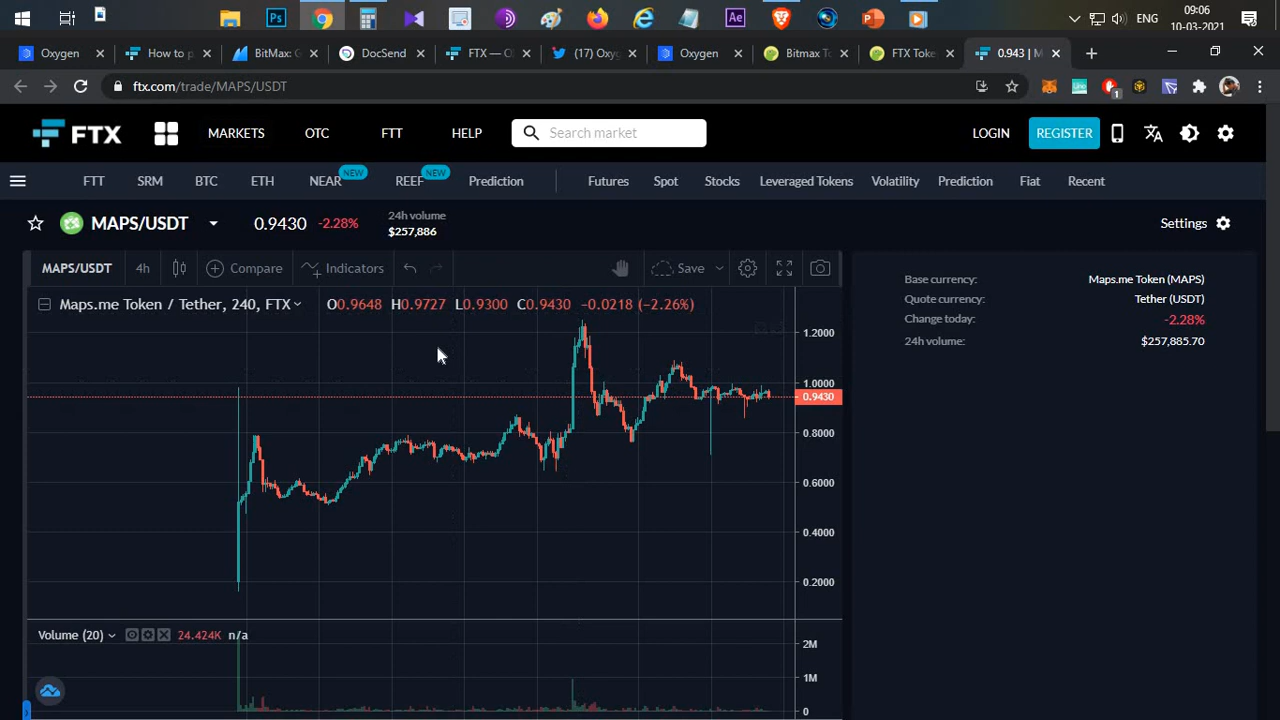 09:06
ENG
10-03-2021
Ps
Ae
Oxygen
How to p
BitMax: G
DocSend
FTX — C
(17) Oxy
Oxygen
Bitmax To
FTX Toke
0.943 | M
ftx.com/trade/MAPS/USDT
1
FTX
MARKETS
OTC
FTT
HELP
Search market
LOGIN
REGISTER
FTT
SRM
BTC
ETH
NEAR
NEW
REEF
NEW
Prediction
Futures
Spot
Stocks
Leveraged Tokens
Volatility
Prediction
Fiat
Recent
MAPS/USDT
0.9430
-2.28%
24h volume
$257,886
Settings
MAPS/USDT
4h
Compare
Indicators
Save
Maps.me Token / Tether, 240, FTX
O0.9648 H0.9727 L0.9300 C0.9430 −0.0218 (−2.26%)
1.2000
1.0000
0.9430
0.8000
0.6000
0.4000
0.2000
Volume (20)
24.424K
n/a
2M
1M
0
Base currency:
Maps.me Token (MAPS)
Quote currency:
Tether (USDT)
Change today:
-2.28%
24h volume:
$257,885.70